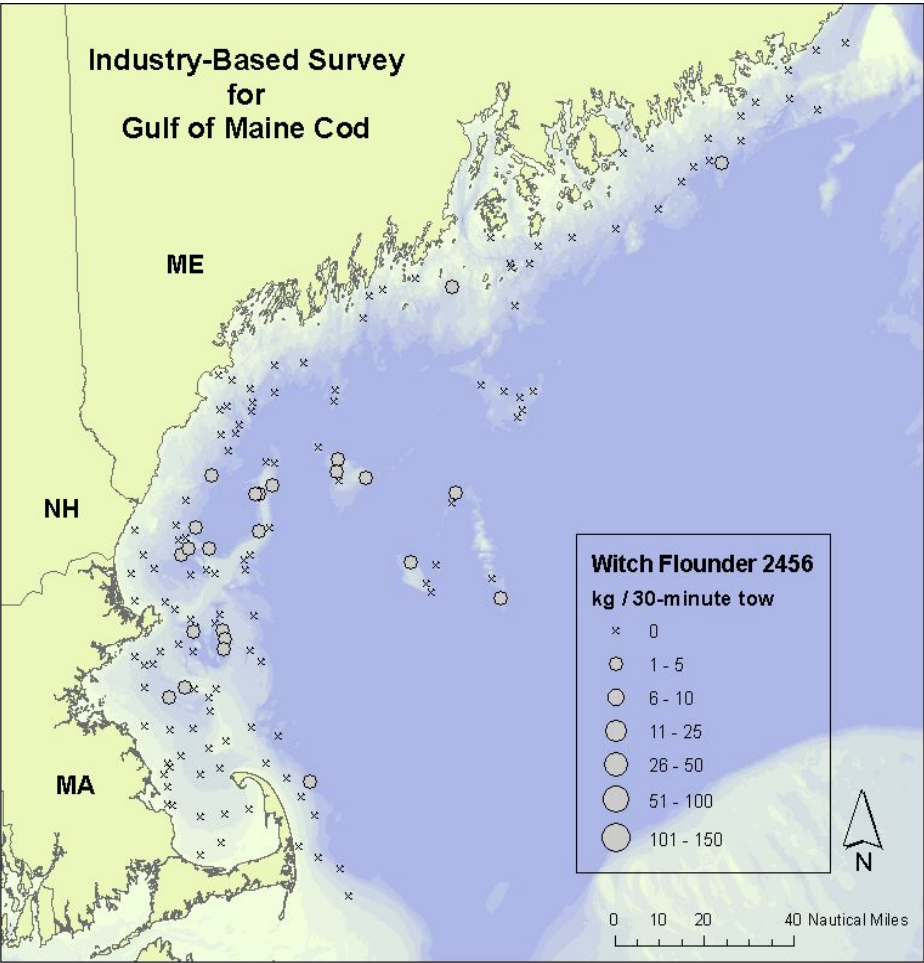 Industry-Based Survey
for
Gulf of Maine Cod
ME
NH
MA
Witch Flounder 2456
kg / 30-minute tow
0
1 - 5
6 - 10
11 - 25
26 - 50
51 - 100
101 - 150
N
0 10 20 40 Nautical Miles